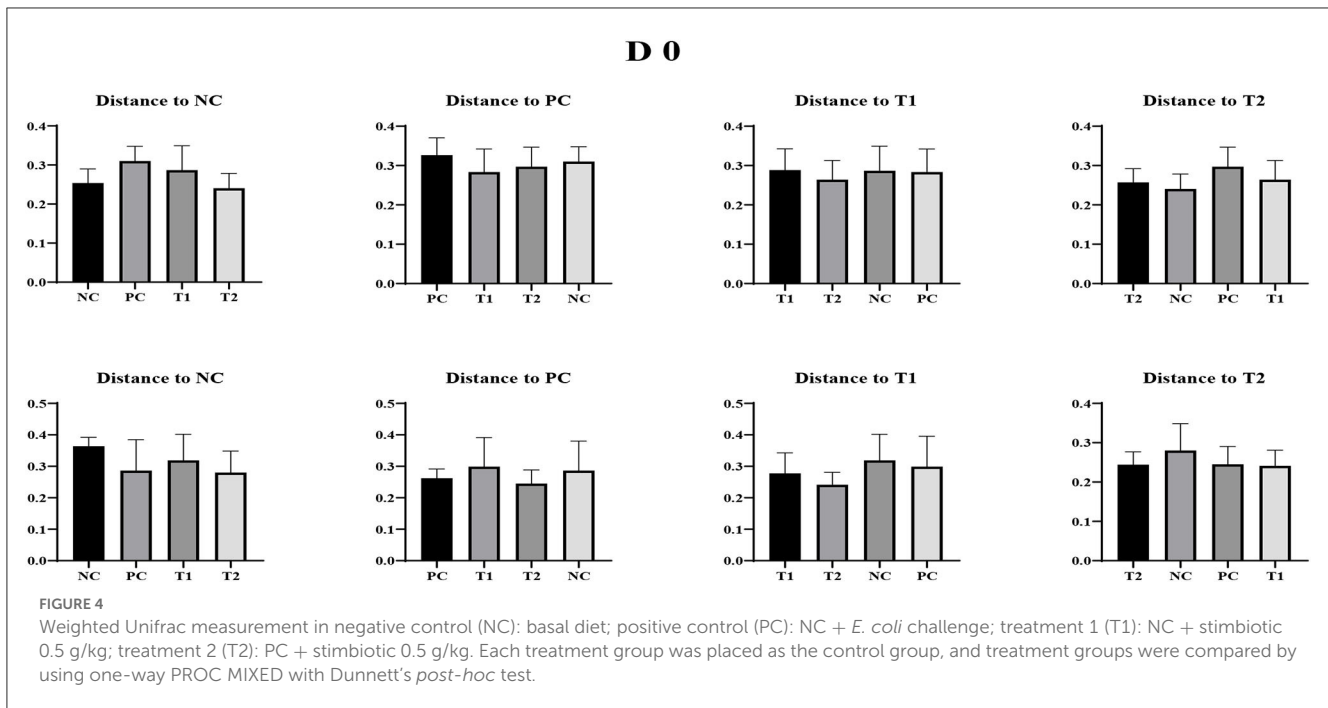 D 0
Distance to NC
0.4
0.3
0.2
0.1
0.0
NC PC T1 T2
Distance to PC
0.4
0.3
0.2
0.1
0.0
PC T1 T2 NC
Distance to T1
0.4
0.3
0.2
0.1
0.0
T1 T2 NC PC
Distance to T2
0.4
0.3
0.2
0.1
0.0
T2 NC PC T1
Distance to NC
0.5
0.4
0.3
0.2
0.1
0.0
NC PC T1 T2
Distance to PC
0.5
0.4
0.3
0.2
0.1
0.0
PC T1 T2 NC
Distance to T1
0.5
0.4
0.3
0.2
0.1
0.0
T1 T2 NC PC
Distance to T2
0.4
0.3
0.2
0.1
0.0
T2 NC PC T1
FIGURE 4
Weighted Unifrac measurement in negative control (NC): basal diet; positive control (PC): NC + E. coli challenge; treatment 1 (T1): NC + stimbiotic
0.5 g/kg; treatment 2 (T2): PC + stimbiotic 0.5 g/kg. Each treatment group was placed as the control group, and treatment groups were compared by
using one-way PROC MIXED with Dunnett's post-hoc test.